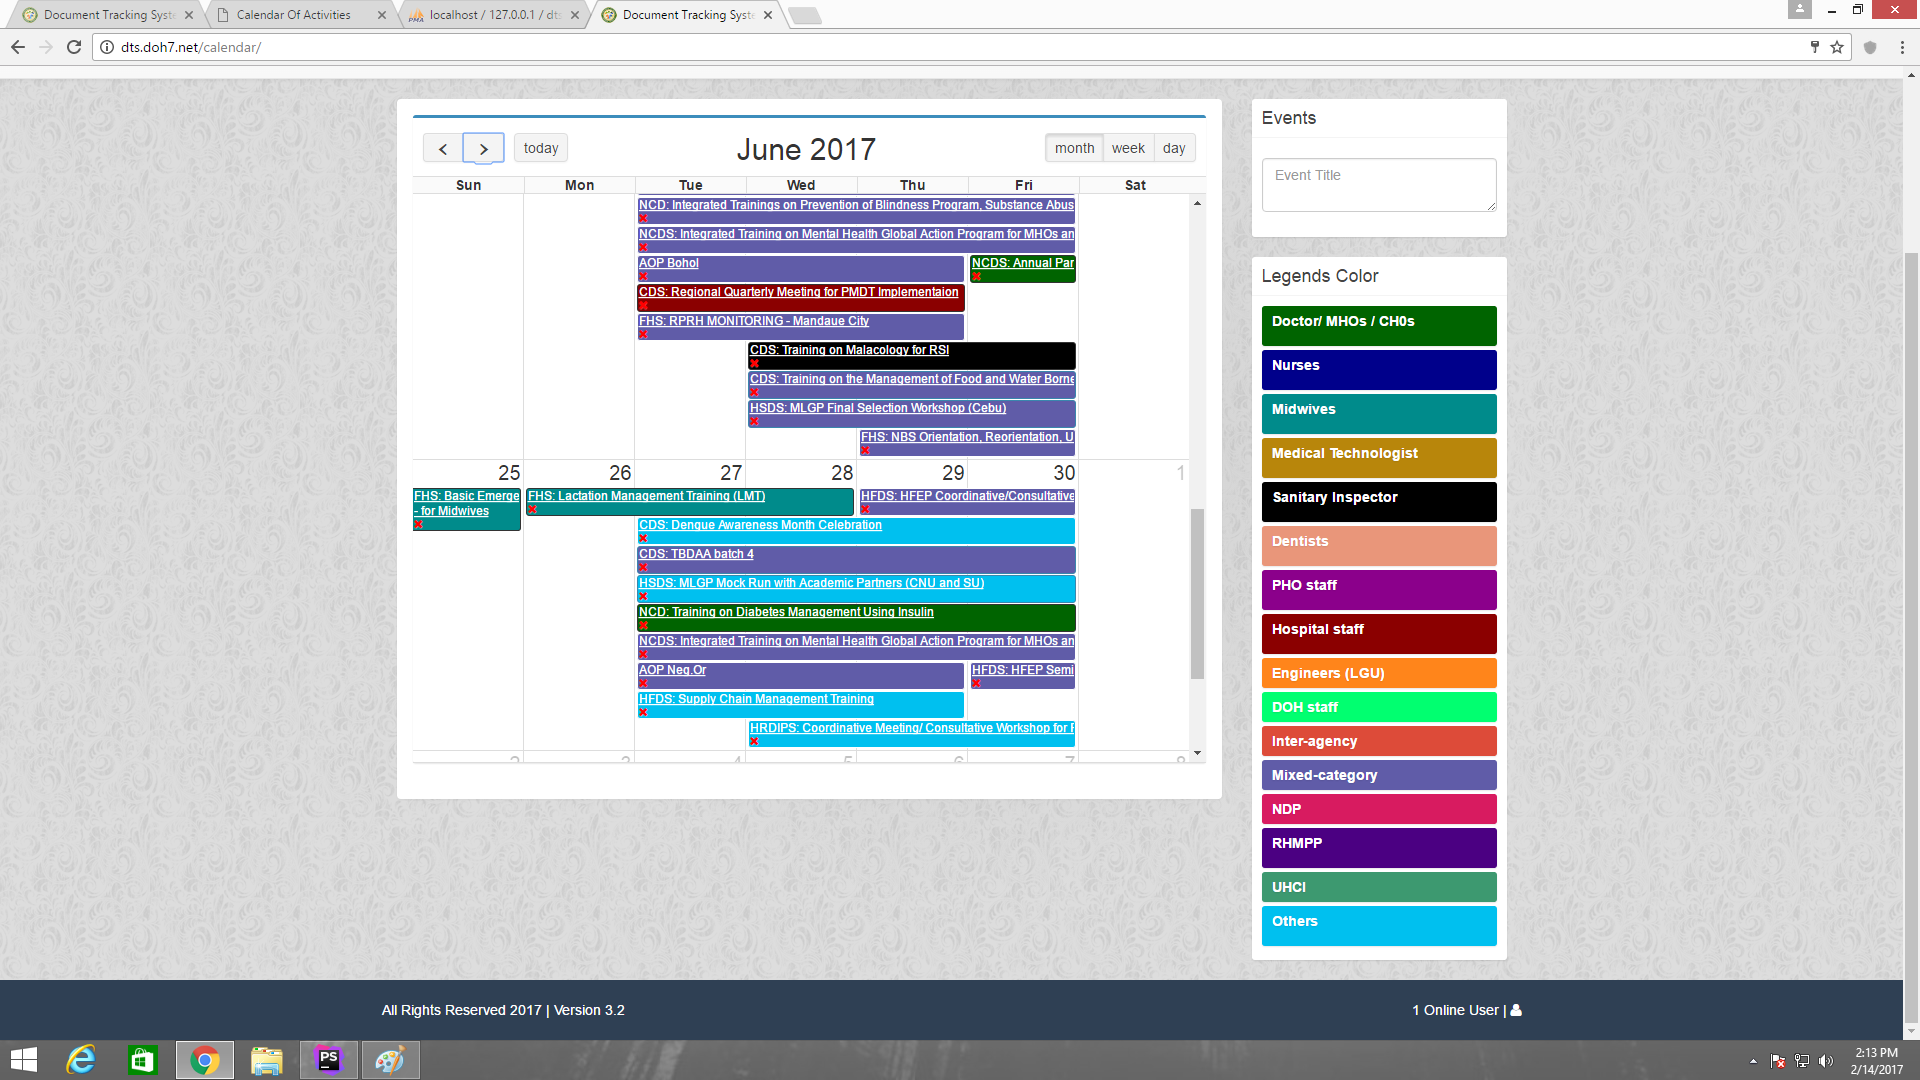 Document Tracking Syste
Calendar Of Activities
localhost / 127.0.0.1 / dts
Document Tracking Syste
dts.doh7.net/calendar/
today
June 2017
month
week
day
Sun
Mon
Tue
Wed
Thu
Fri
Sat
NCD: Integrated Trainings on Prevention of Blindness Program, Substance Abus
NCDS: Integrated Training on Mental Health Global Action Program for MHOs an
AOP Bohol
NCDS: Annual Par
CDS: Regional Quarterly Meeting for PMDT Implementaion
FHS: RPRH MONITORING - Mandaue City
CDS: Training on Malacology for RSI
CDS: Training on the Management of Food and Water Borne
HSDS: MLGP Final Selection Workshop (Cebu)
FHS: NBS Orientation, Reorientation, U
25
26
27
28
29
30
1
FHS: Basic Emerge
- for Midwives
FHS: Lactation Management Training (LMT)
HFDS: HFEP Coordinative/Consultative
CDS: Dengue Awareness Month Celebration
CDS: TBDAA batch 4
HSDS: MLGP Mock Run with Academic Partners (CNU and SU)
NCD: Training on Diabetes Management Using Insulin
NCDS: Integrated Training on Mental Health Global Action Program for MHOs an
AOP Neg.Or
HFDS: HFEP Semi
HFDS: Supply Chain Management Training
HRDIPS: Coordinative Meeting/ Consultative Workshop for
2
3
4
5
6
7
8
Events
Event Title
Legends Color
Doctor/ MHOs / CH0s
Nurses
Midwives
Medical Technologist
Sanitary Inspector
Dentists
PHO staff
Hospital staff
Engineers (LGU)
DOH staff
Inter-agency
Mixed-category
NDP
RHMPP
UHCI
Others
All Rights Reserved 2017 | Version 3.2
1 Online User |
2:13 PM
2/14/2017